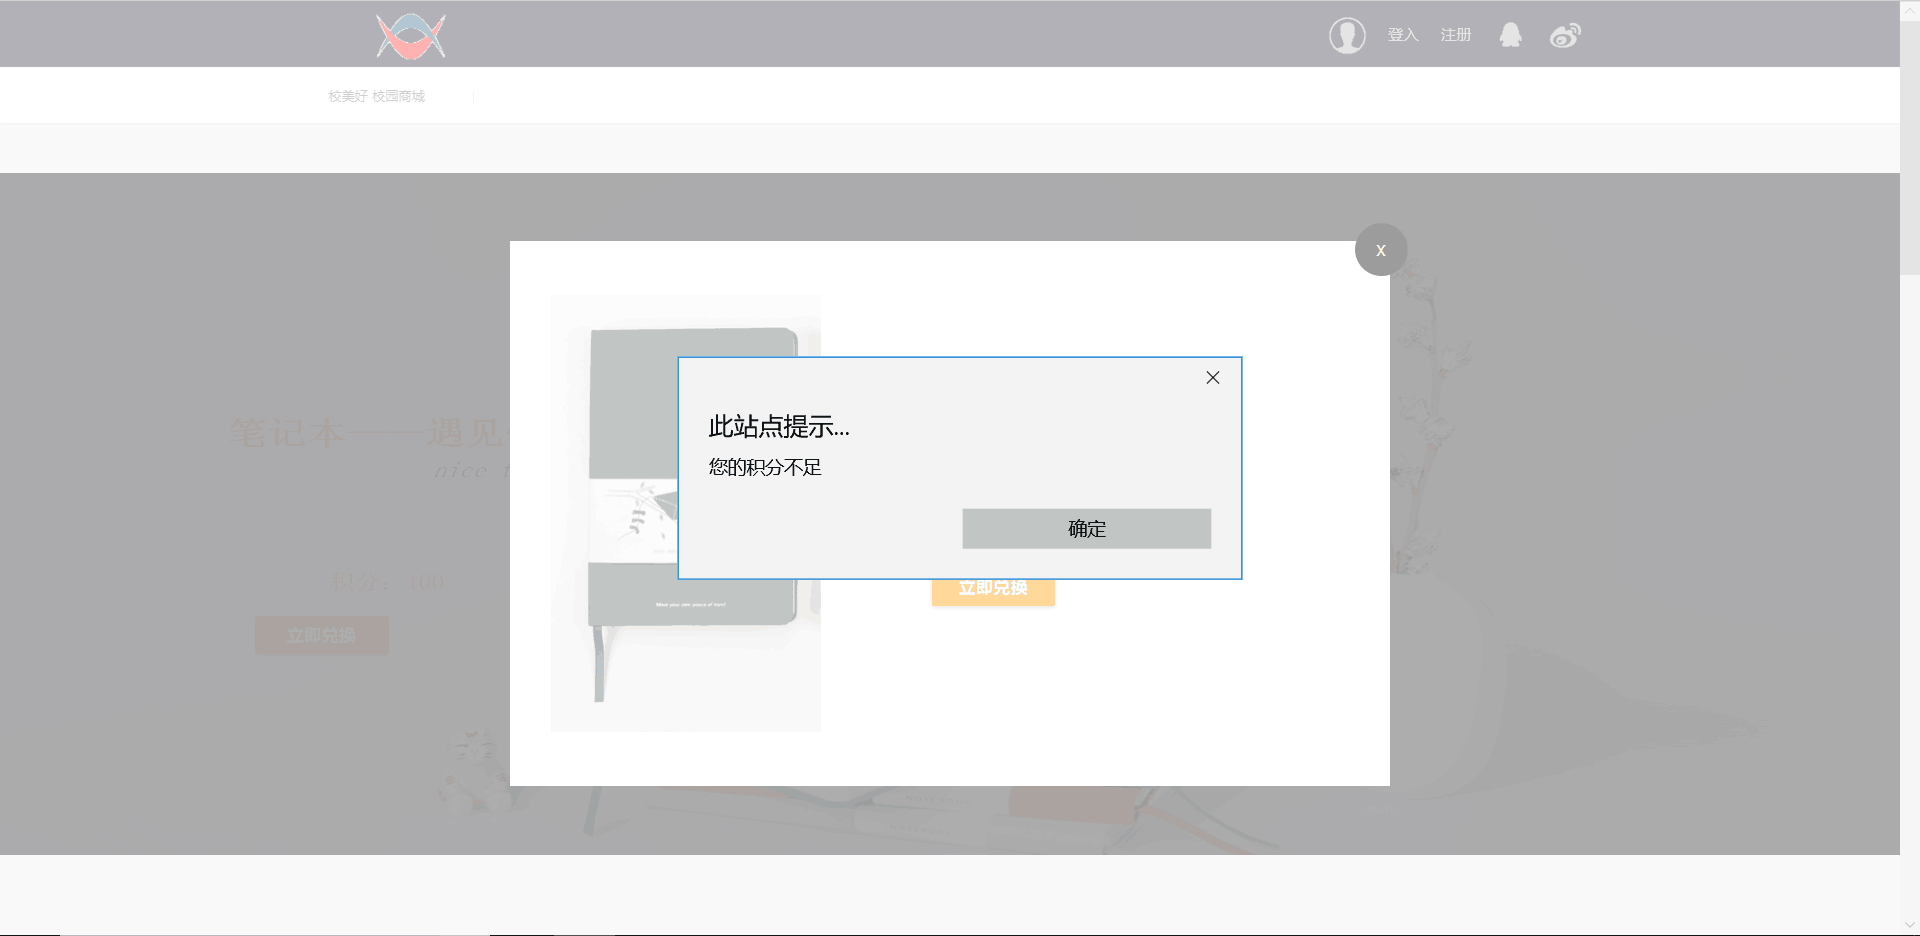 登入 注册
校美好 校园商城
X
笔记本——遇见
nice t
此站点提示...
您的积分不足
确定
积分：100
立即兑换
立即兑换